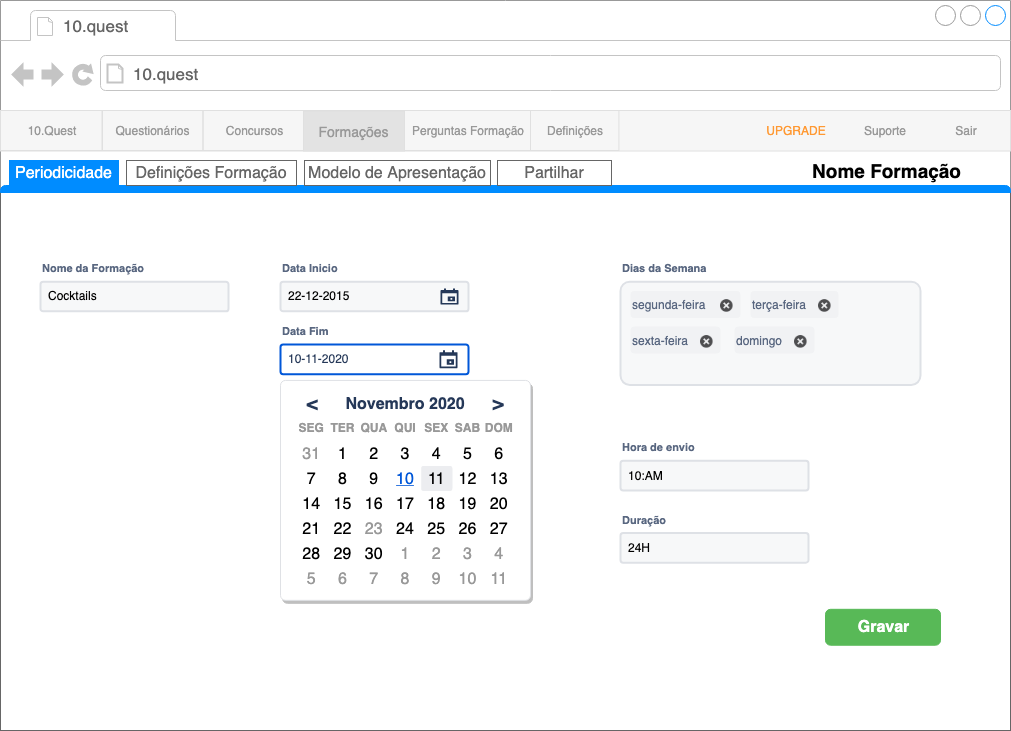 10.quest
10.quest
10.Quest Questionários Concursos Formações Perguntas Formação Definições UPGRADE Suporte Sair
Periodicidade Definições Formação Modelo de Apresentação Partilhar Nome Formação
Nome da Formação
Cocktails
Data Inicio
22-12-2015
Data Fim
10-11-2020
< Novembro 2020 >
SEG TER QUA QUI SEX SAB DOM
31 1 2 3 4 5 6
7 8 9 10 11 12 13
14 15 16 17 18 19 20
21 22 23 24 25 26 27
28 29 30 1 2 3 4
5 6 7 8 9 10 11
Dias da Semana
segunda-feira terça-feira
sexta-feira domingo
Hora de envio
10:AM
Duração
24H
Gravar